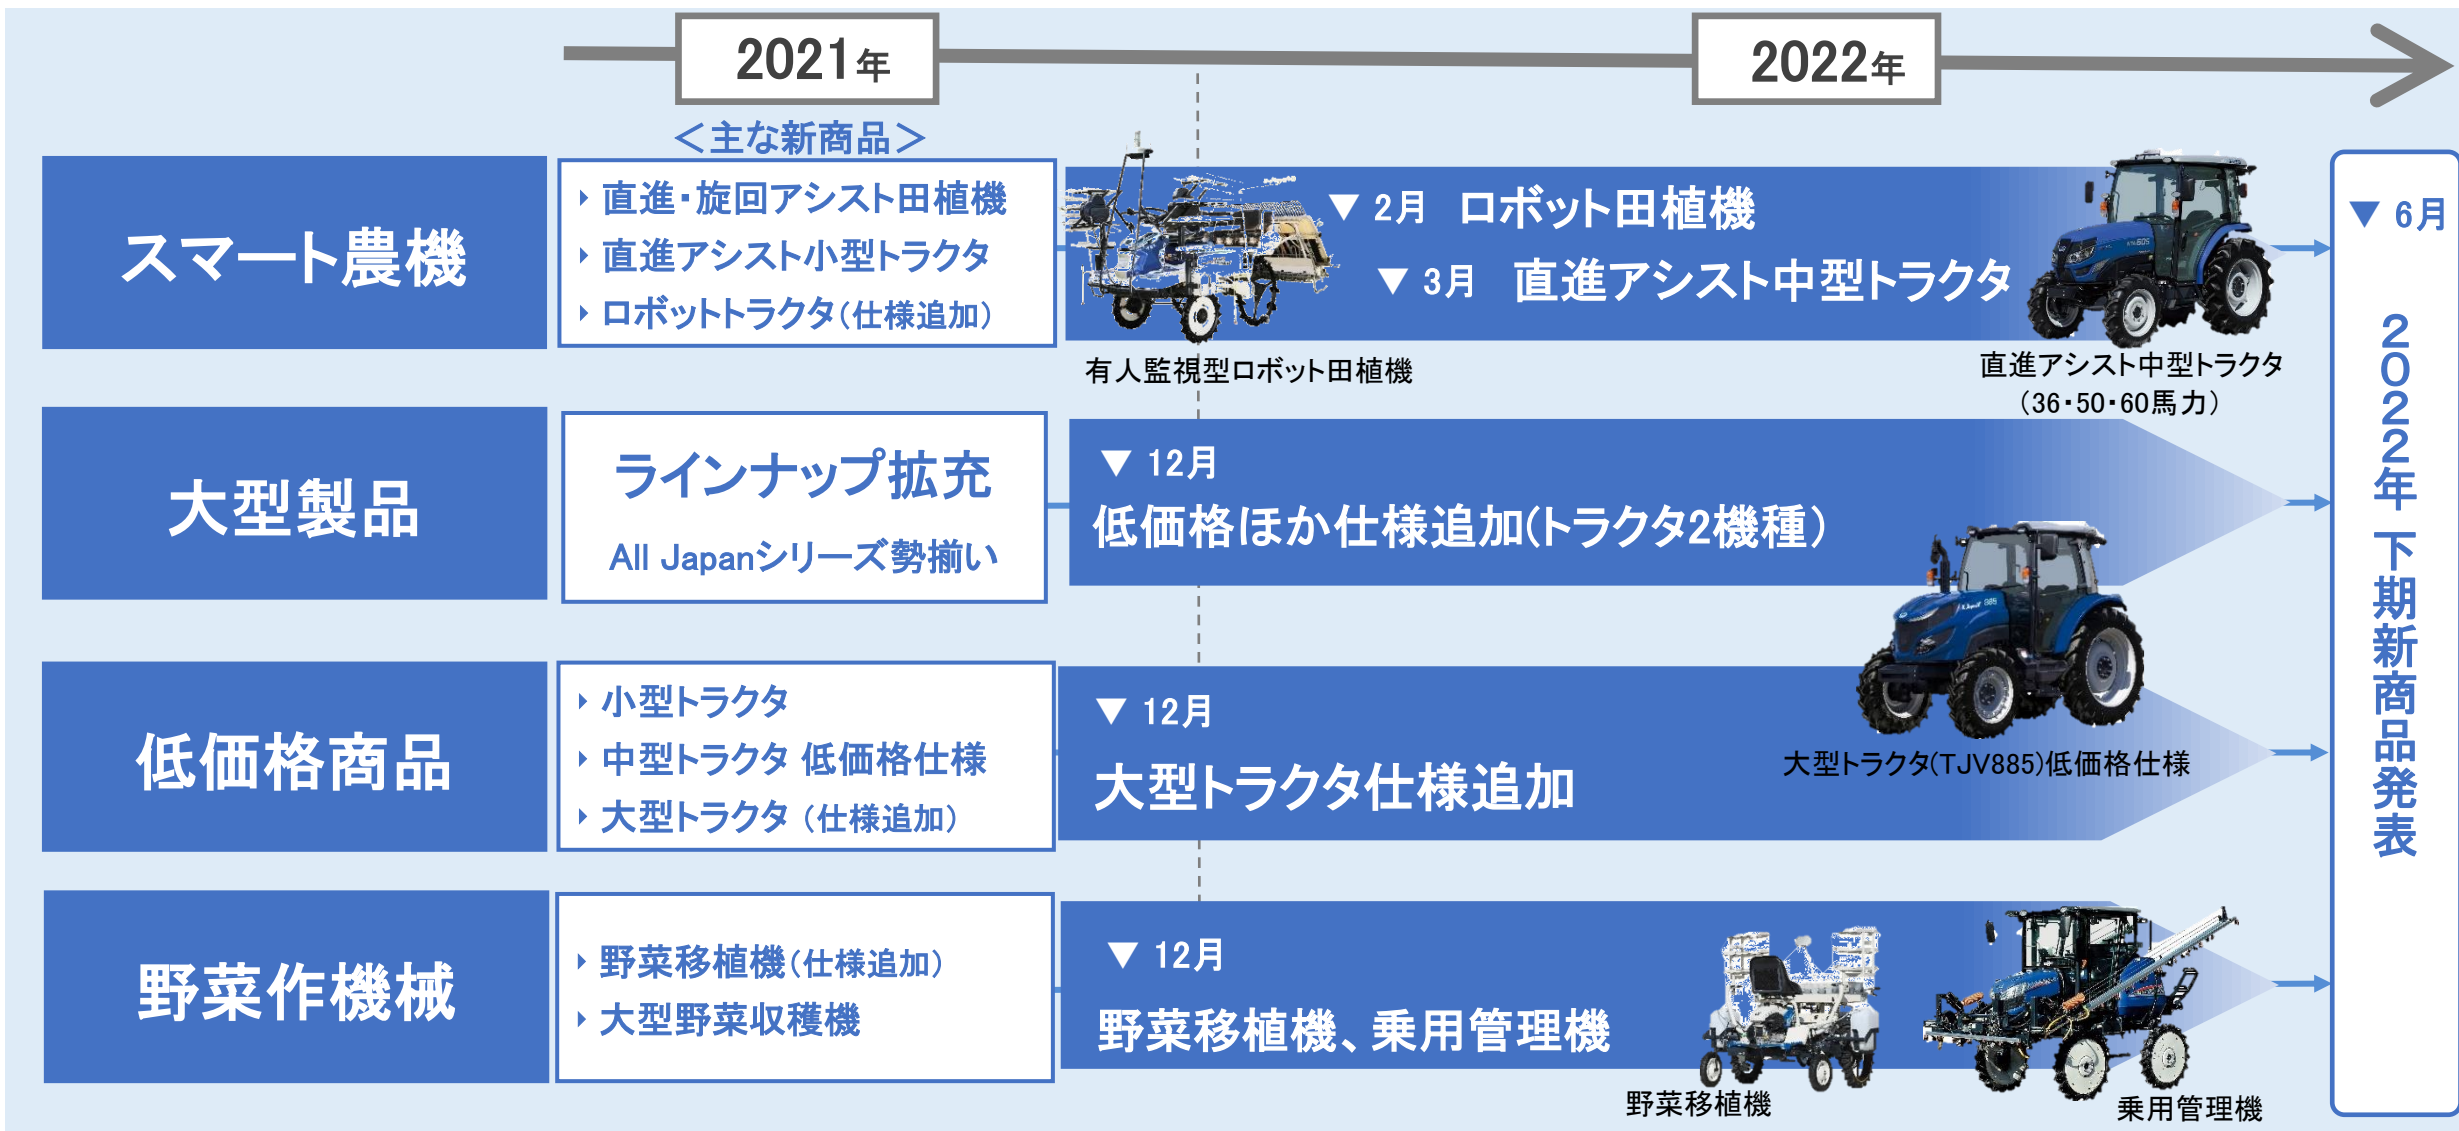 2021年
2022年
＜主な新商品＞
スマート農機
▸ 直進・旋回アシスト田植機
▸ 直進アシスト小型トラクタ
▸ ロボットトラクタ（仕様追加）
▼ 2月 ロボット田植機
▼ 3月 直進アシスト中型トラクタ
有人監視型ロボット田植機
直進アシスト中型トラクタ
（36・50・60馬力）
大型製品
ラインナップ拡充
All Japanシリーズ勢揃い
▼ 12月
低価格ほか仕様追加(トラクタ2機種）
低価格商品
▸ 小型トラクタ
▸ 中型トラクタ 低価格仕様
▸ 大型トラクタ （仕様追加）
▼ 12月
大型トラクタ仕様追加
大型トラクタ(TJV885)低価格仕様
野菜作機械
▸ 野菜移植機（仕様追加）
▸ 大型野菜収穫機
▼ 12月
野菜移植機、乗用管理機
野菜移植機
乗用管理機
▼ 6月
２０２２年 下期新商品発表